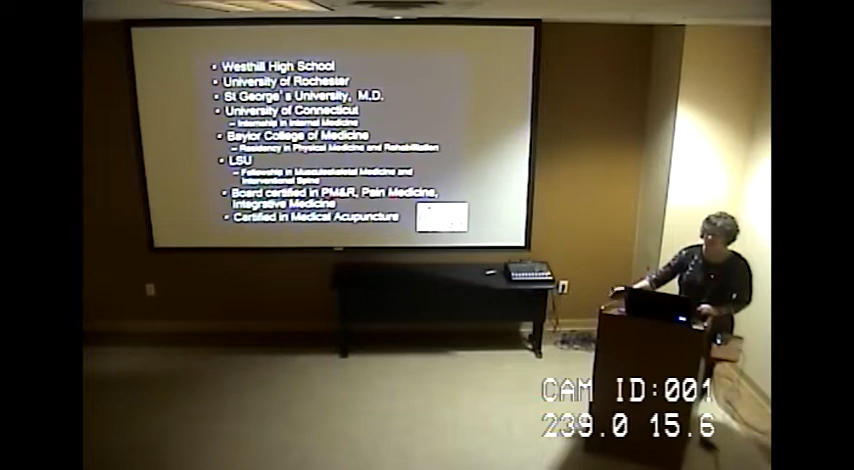 • Westhill High School
• University of Rochester
• St George's University, M.D.
• University of Connecticut
– Internship in Internal Medicine
• Baylor College of Medicine
– Residency in Physical Medicine and Rehabilitation
• LSU
– Fellowship in Musculoskeletal Medicine and
Interventional Spine
• Board certified in PM&R, Pain Medicine,
Integrative Medicine
• Certified in Medical Acupuncture
CAM ID:001
239.0 15.6